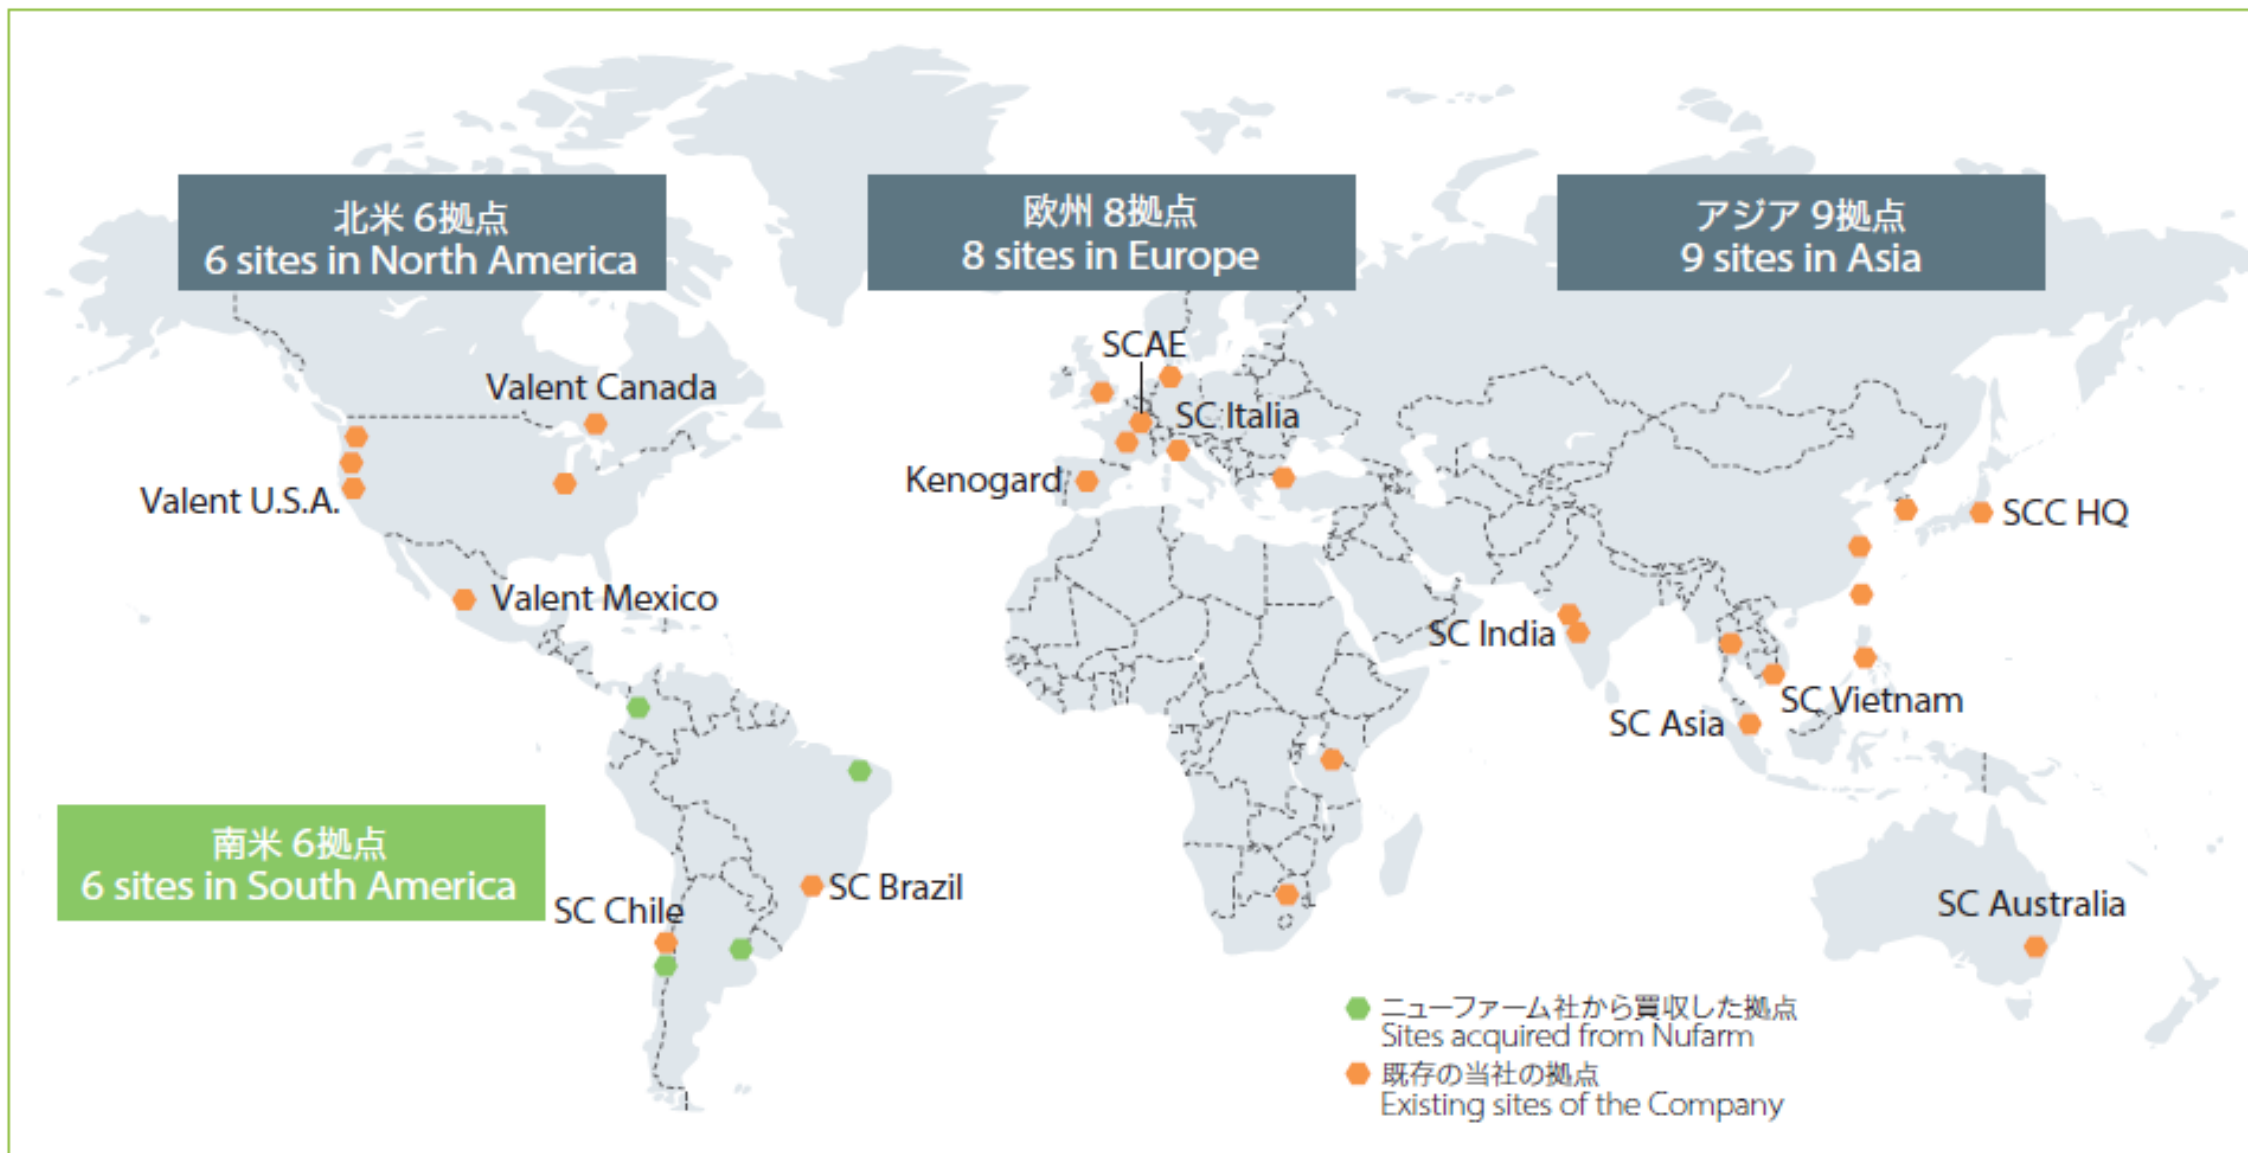 北米 6拠点
6 sites in North America
欧州 8拠点
8 sites in Europe
アジア 9拠点
9 sites in Asia
SCAE
Valent Canada
SC Italia
Kenogard
Valent U.S.A.
SCC HQ
Valent Mexico
SC India
SC Vietnam
SC Asia
南米 6拠点
6 sites in South America
SC Brazil
SC Chile
SC Australia
ニューファーム社から買収した拠点
Sites acquired from Nufarm
既存の当社の拠点
Existing sites of the Company